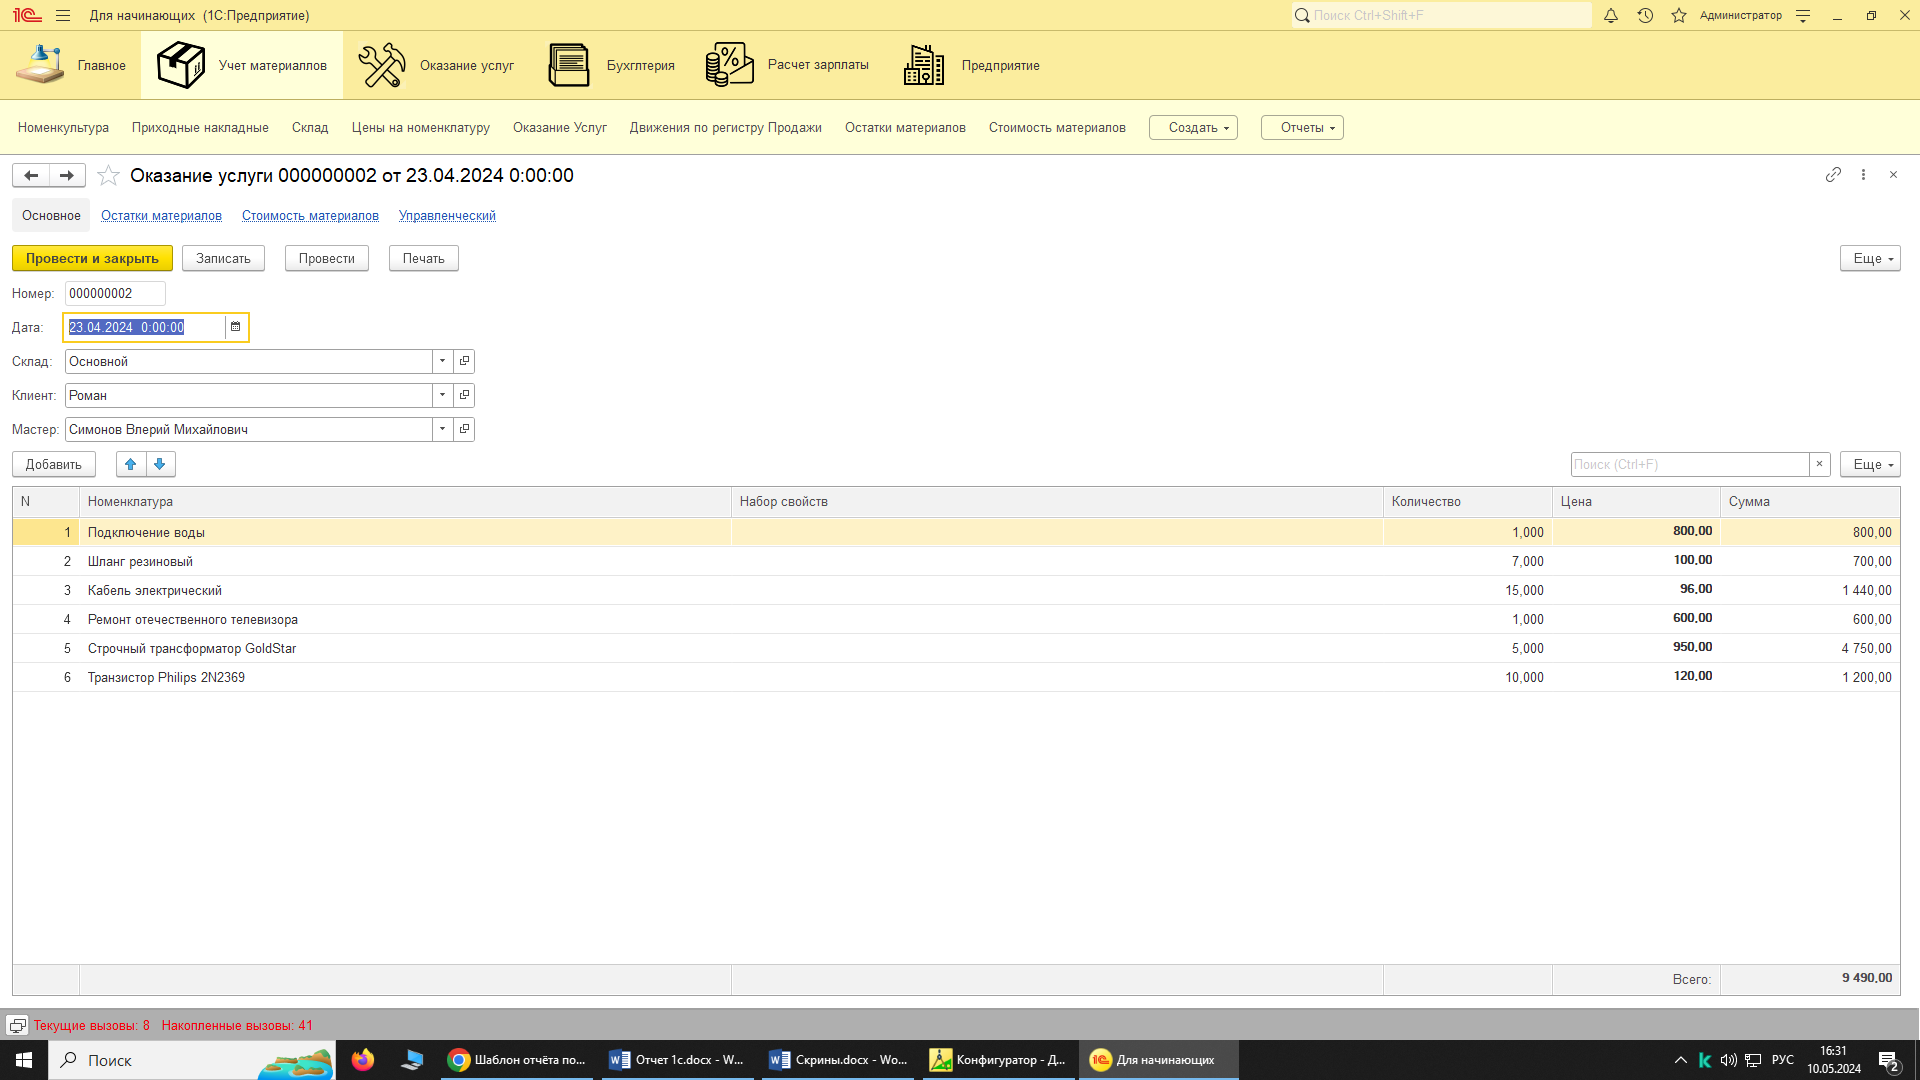 1С Для начинающих (1С:Предприятие) Поиск Ctrl+Shift+F Администратор
Главное Учет материаллов Оказание услуг Бухглтерия Расчет зарплаты Предприятие
Номенкультура Приходные накладные Склад Цены на номенклатуру Оказание Услуг Движения по регистру Продажи Остатки материалов Стоимость материалов Создать Отчеты
Оказание услуги 000000002 от 23.04.2024 0:00:00
Основное Остатки материалов Стоимость материалов Управленческий
Провести и закрыть Записать Провести Печать Еще
Номер: 000000002
Дата: 23.04.2024 0:00:00
Склад: Основной
Клиент: Роман
Мастер: Симонов Влерий Михайлович
Добавить Поиск (Ctrl+F) × Еще
N Номенклатура Набор свойств Количество Цена Сумма
1 Подключение воды 1,000 800,00 800,00
2 Шланг резиновый 7,000 100,00 700,00
3 Кабель электрический 15,000 96,00 1 440,00
4 Ремонт отечественного телевизора 1,000 600,00 600,00
5 Строчный трансформатор GoldStar 5,000 950,00 4 750,00
6 Транзистор Philips 2N2369 10,000 120,00 1 200,00
Всего: 9 490,00
Текущие вызовы: 8 Накопленные вызовы: 41
Поиск Шаблон отчёта по... Отчет 1с.docx - W... Скрины.docx - Wo... Конфигуратор - Д... Для начинающих РУС 16:31
10.05.2024 2